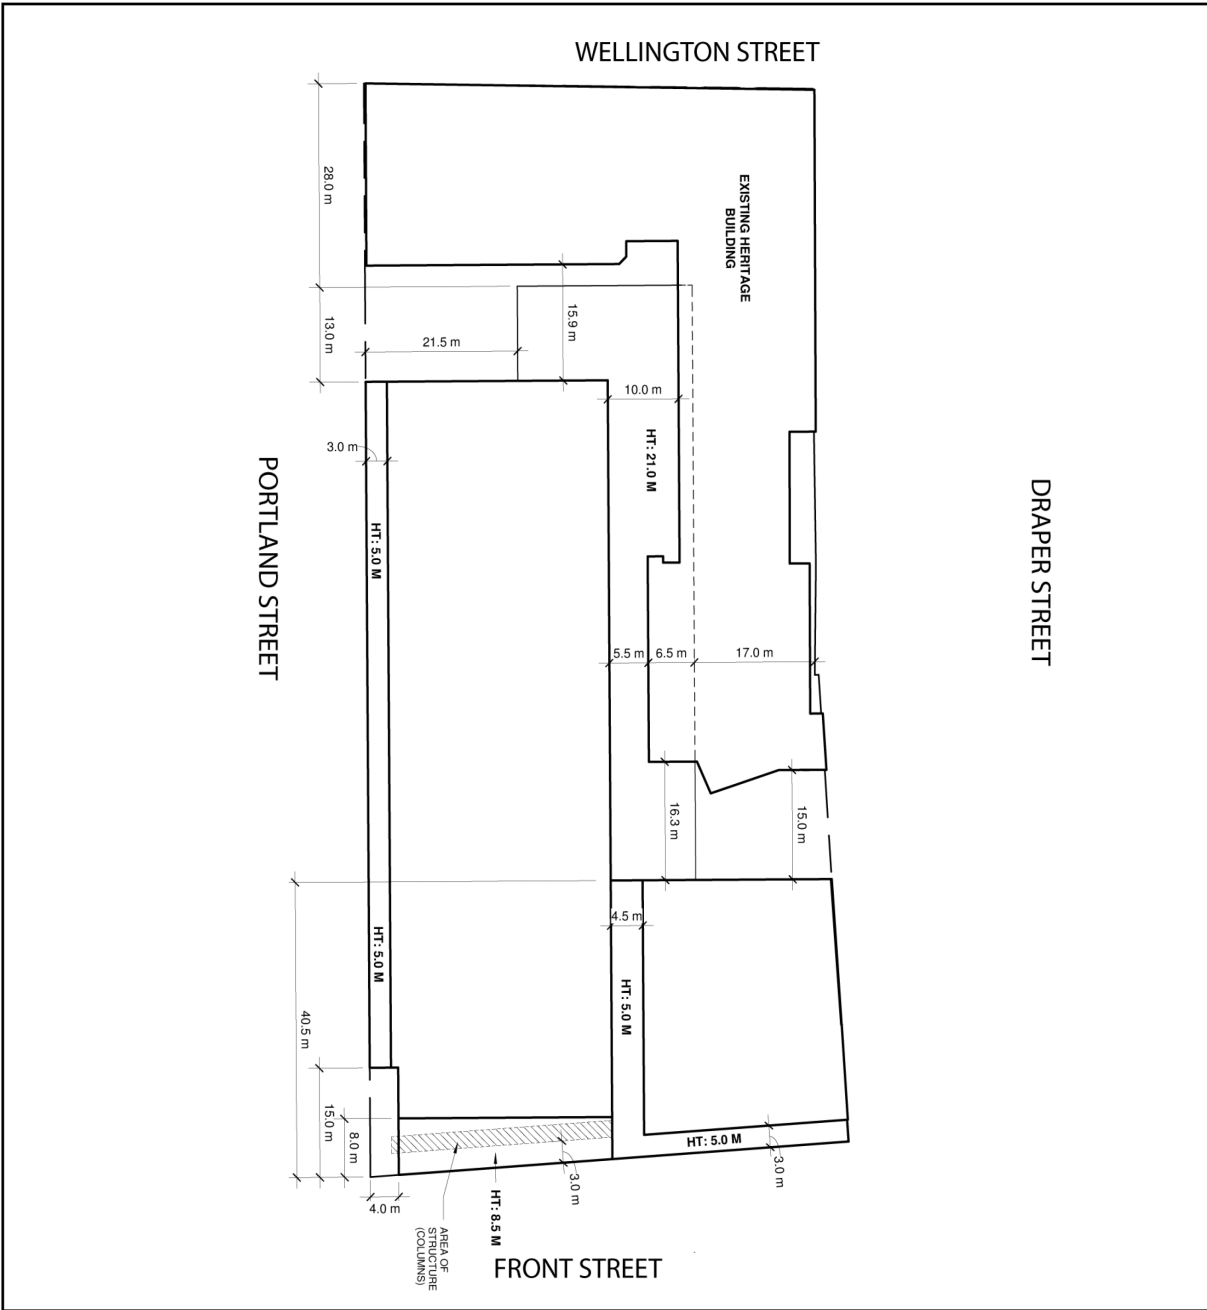 WELLINGTON STREET
28.0 m
EXISTING HERITAGE
BUILDING
13.0 m
15.9 m
21.5 m
10.0 m
3.0 m
HT: 21.0 M
PORTLAND STREET
DRAPER STREET
HT: 5.0 M
5.5 m
6.5 m
17.0 m
16.3 m
15.0 m
4.5 m
HT: 5.0 M
HT: 5.0 M
40.5 m
15.0 m
8.0 m
HT: 5.0 M
3.0 m
3.0 m
4.0 m
HT: 8.5 M
AREA OF
STRUCTURE
(COLUMNS)
FRONT STREET